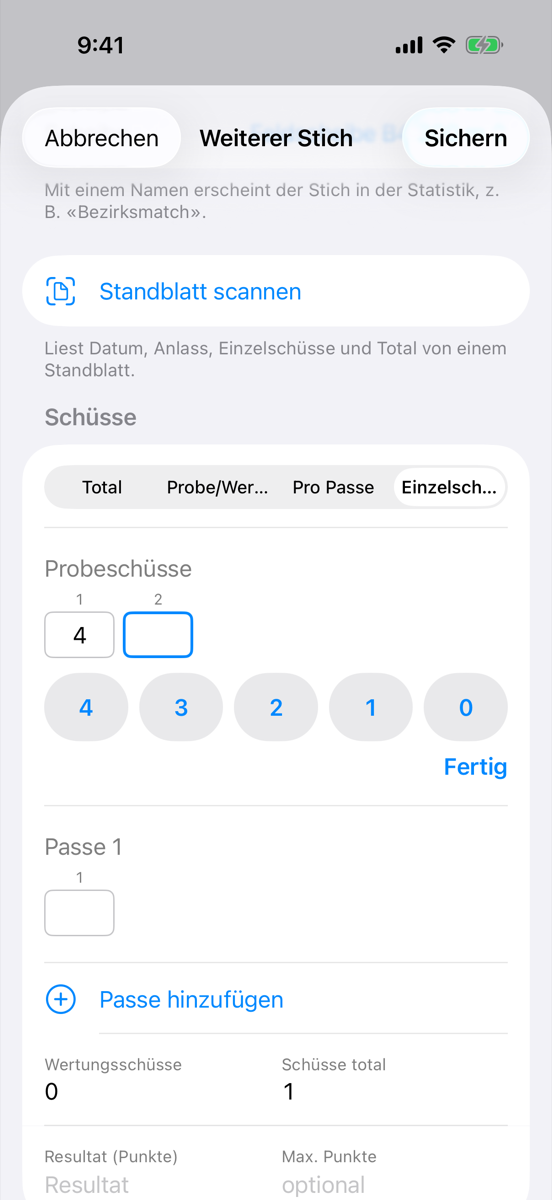 9:41
Abbrechen
Weiterer Stich
Sichern
Mit einem Namen erscheint der Stich in der Statistik, z.
B. «Bezirksmatch».
Standblatt scannen
Liest Datum, Anlass, Einzelschüsse und Total von einem
Standblatt.
Schüsse
Total
Probe/Wer...
Pro Passe
Einzelsch...
Probeschüsse
1 2
4
4 3 2 1 0
Fertig
Passe 1
1
Passe hinzufügen
Wertungsschüsse Schüsse total
0 1
Resultat (Punkte) Max. Punkte
Resultat optional